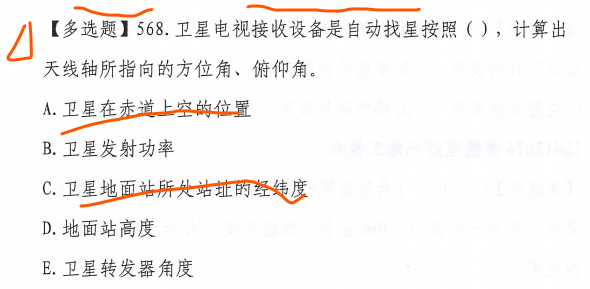 【多选题】568.卫星电视接收设备是自动找星按照（），计算出
天线轴所指向的方位角、俯仰角。
A.卫星在赤道上空的位置
B.卫星发射功率
C.卫星地面站所处站址的经纬度
D.地面站高度
E.卫星转发器角度